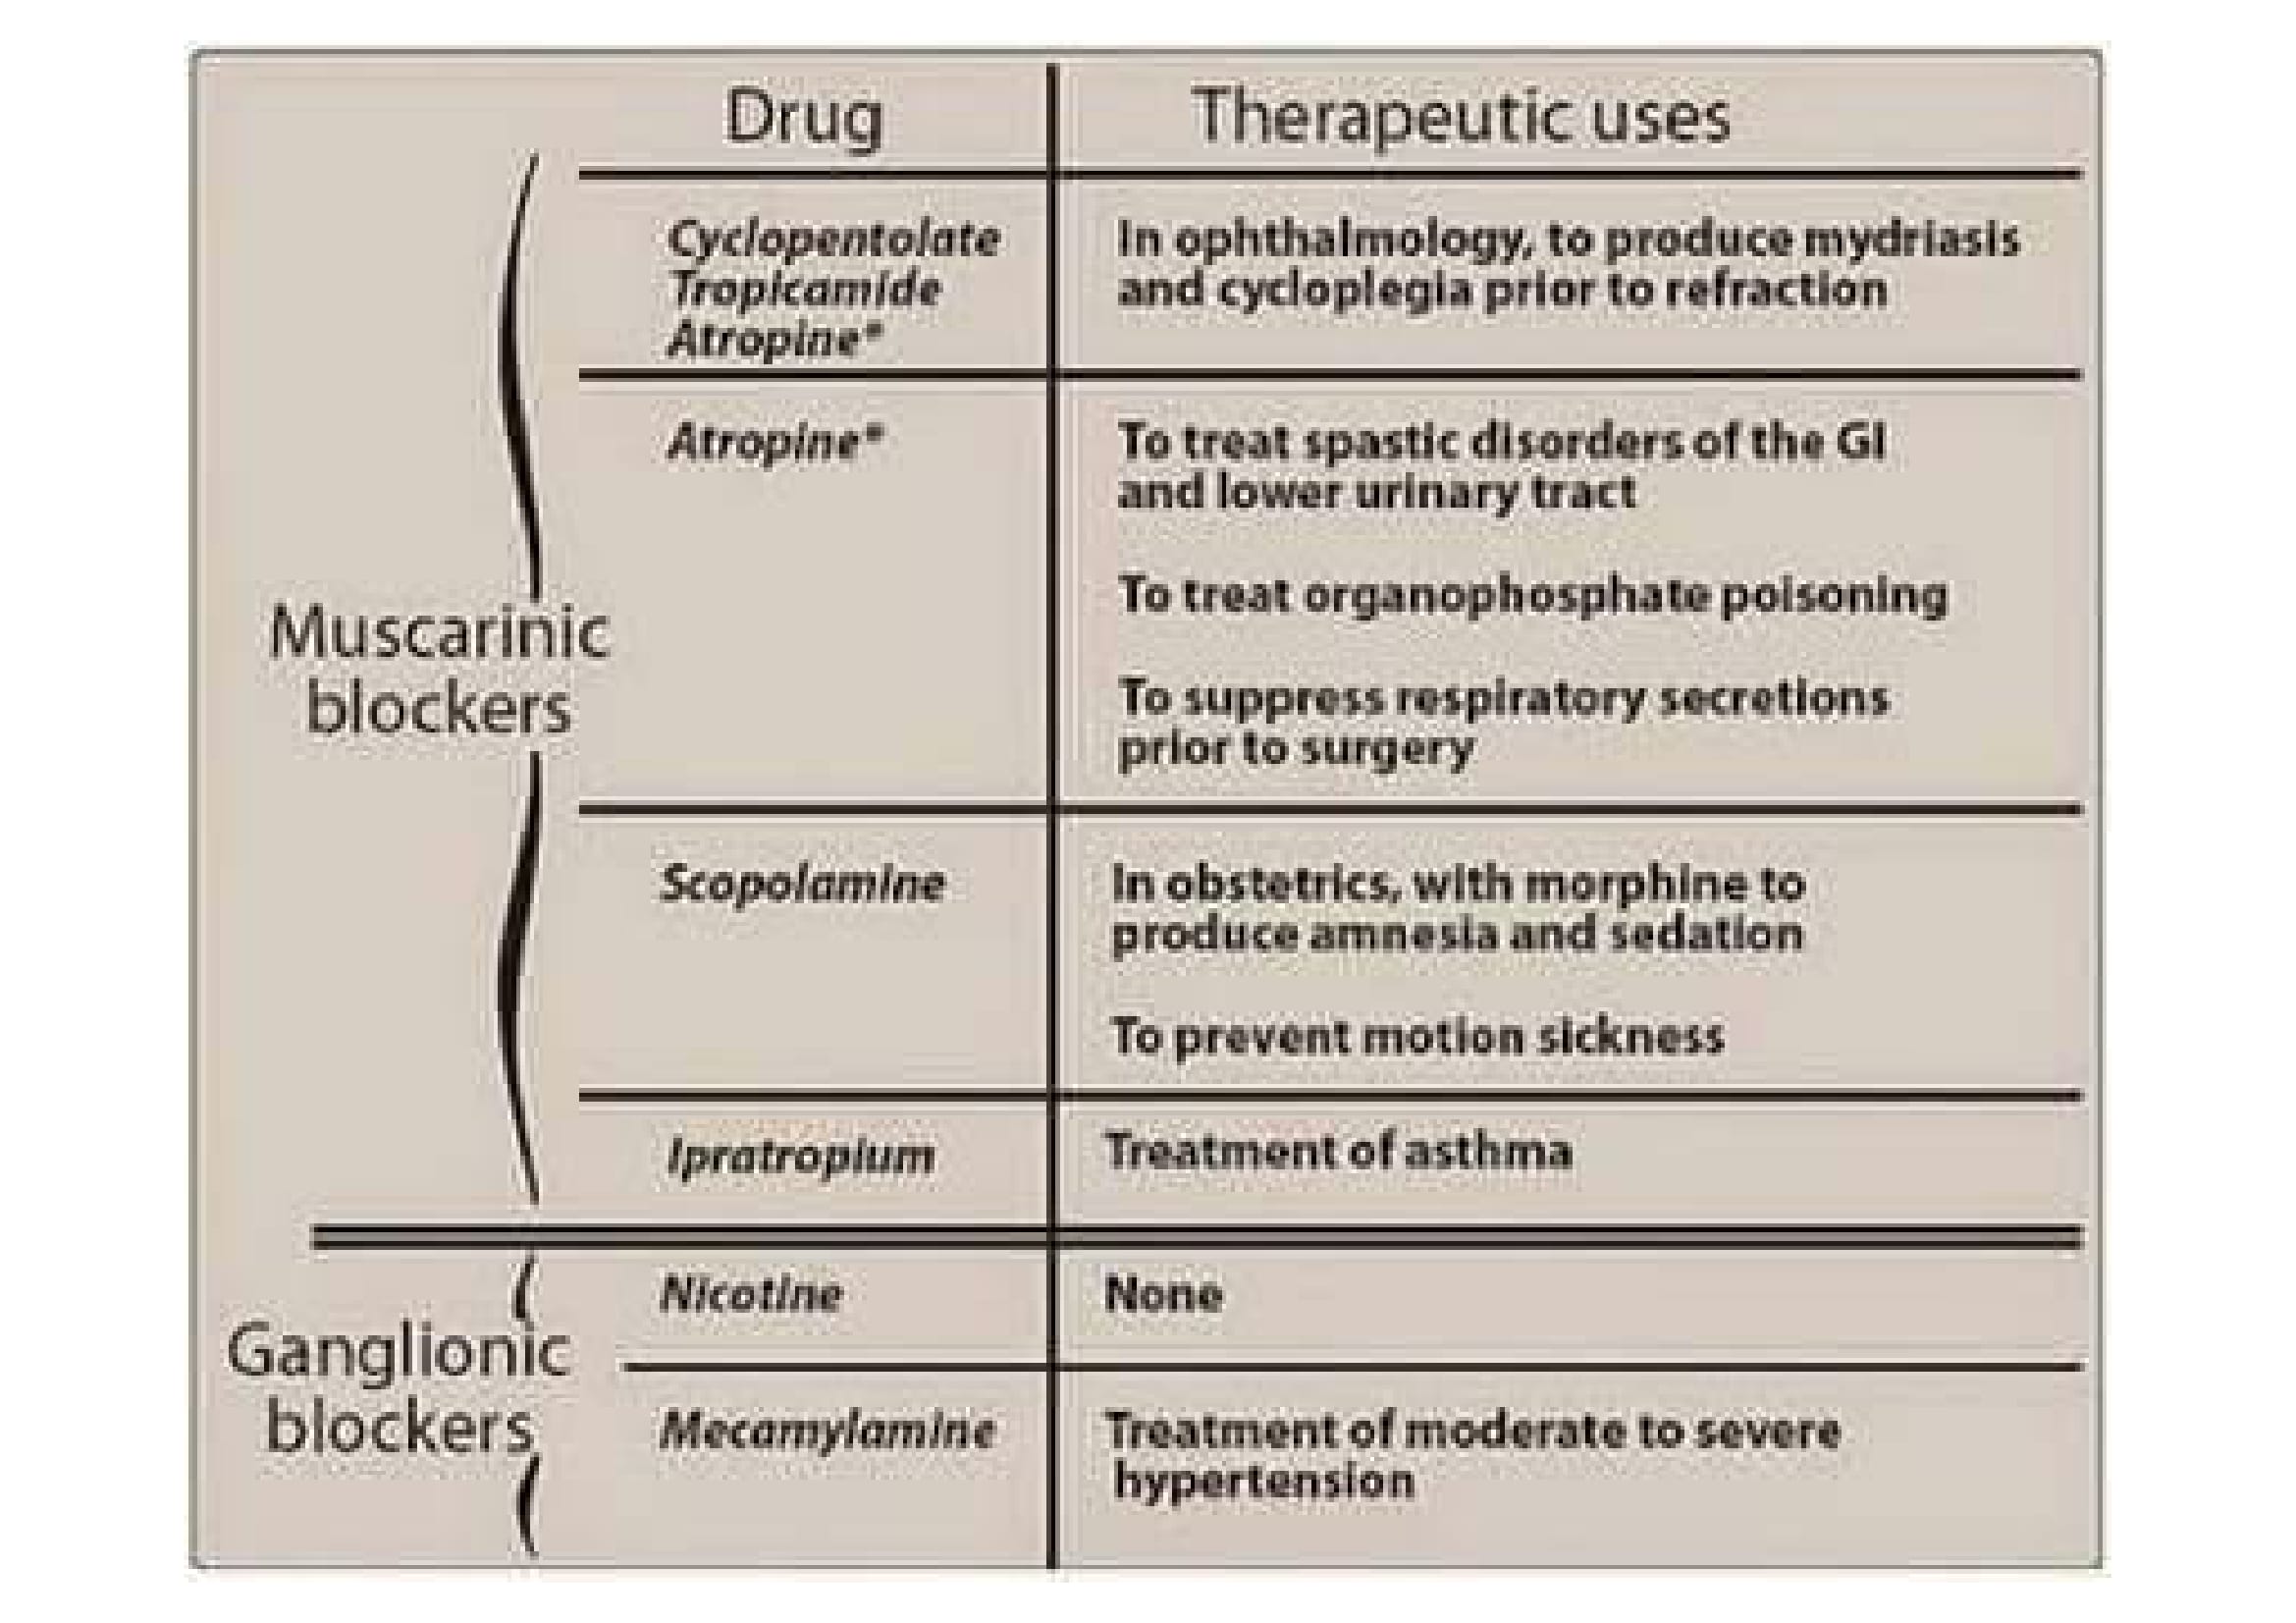 Drug
Therapeutic uses
Muscarinic
blockers
Cyclopentolate
Tropicamide
Atropine*
In ophthalmology, to produce mydriasis
and cycloplegia prior to refraction
Atropine*
To treat spastic disorders of the GI
and lower urinary tract
To treat organophosphate poisoning
To suppress respiratory secretions
prior to surgery
Scopolamine
In obstetrics, with morphine to
produce amnesia and sedation
To prevent motion sickness
Ipratropium
Treatment of asthma
Ganglionic
blockers
Nicotine
None
Mecamylamine
Treatment of moderate to severe
hypertension